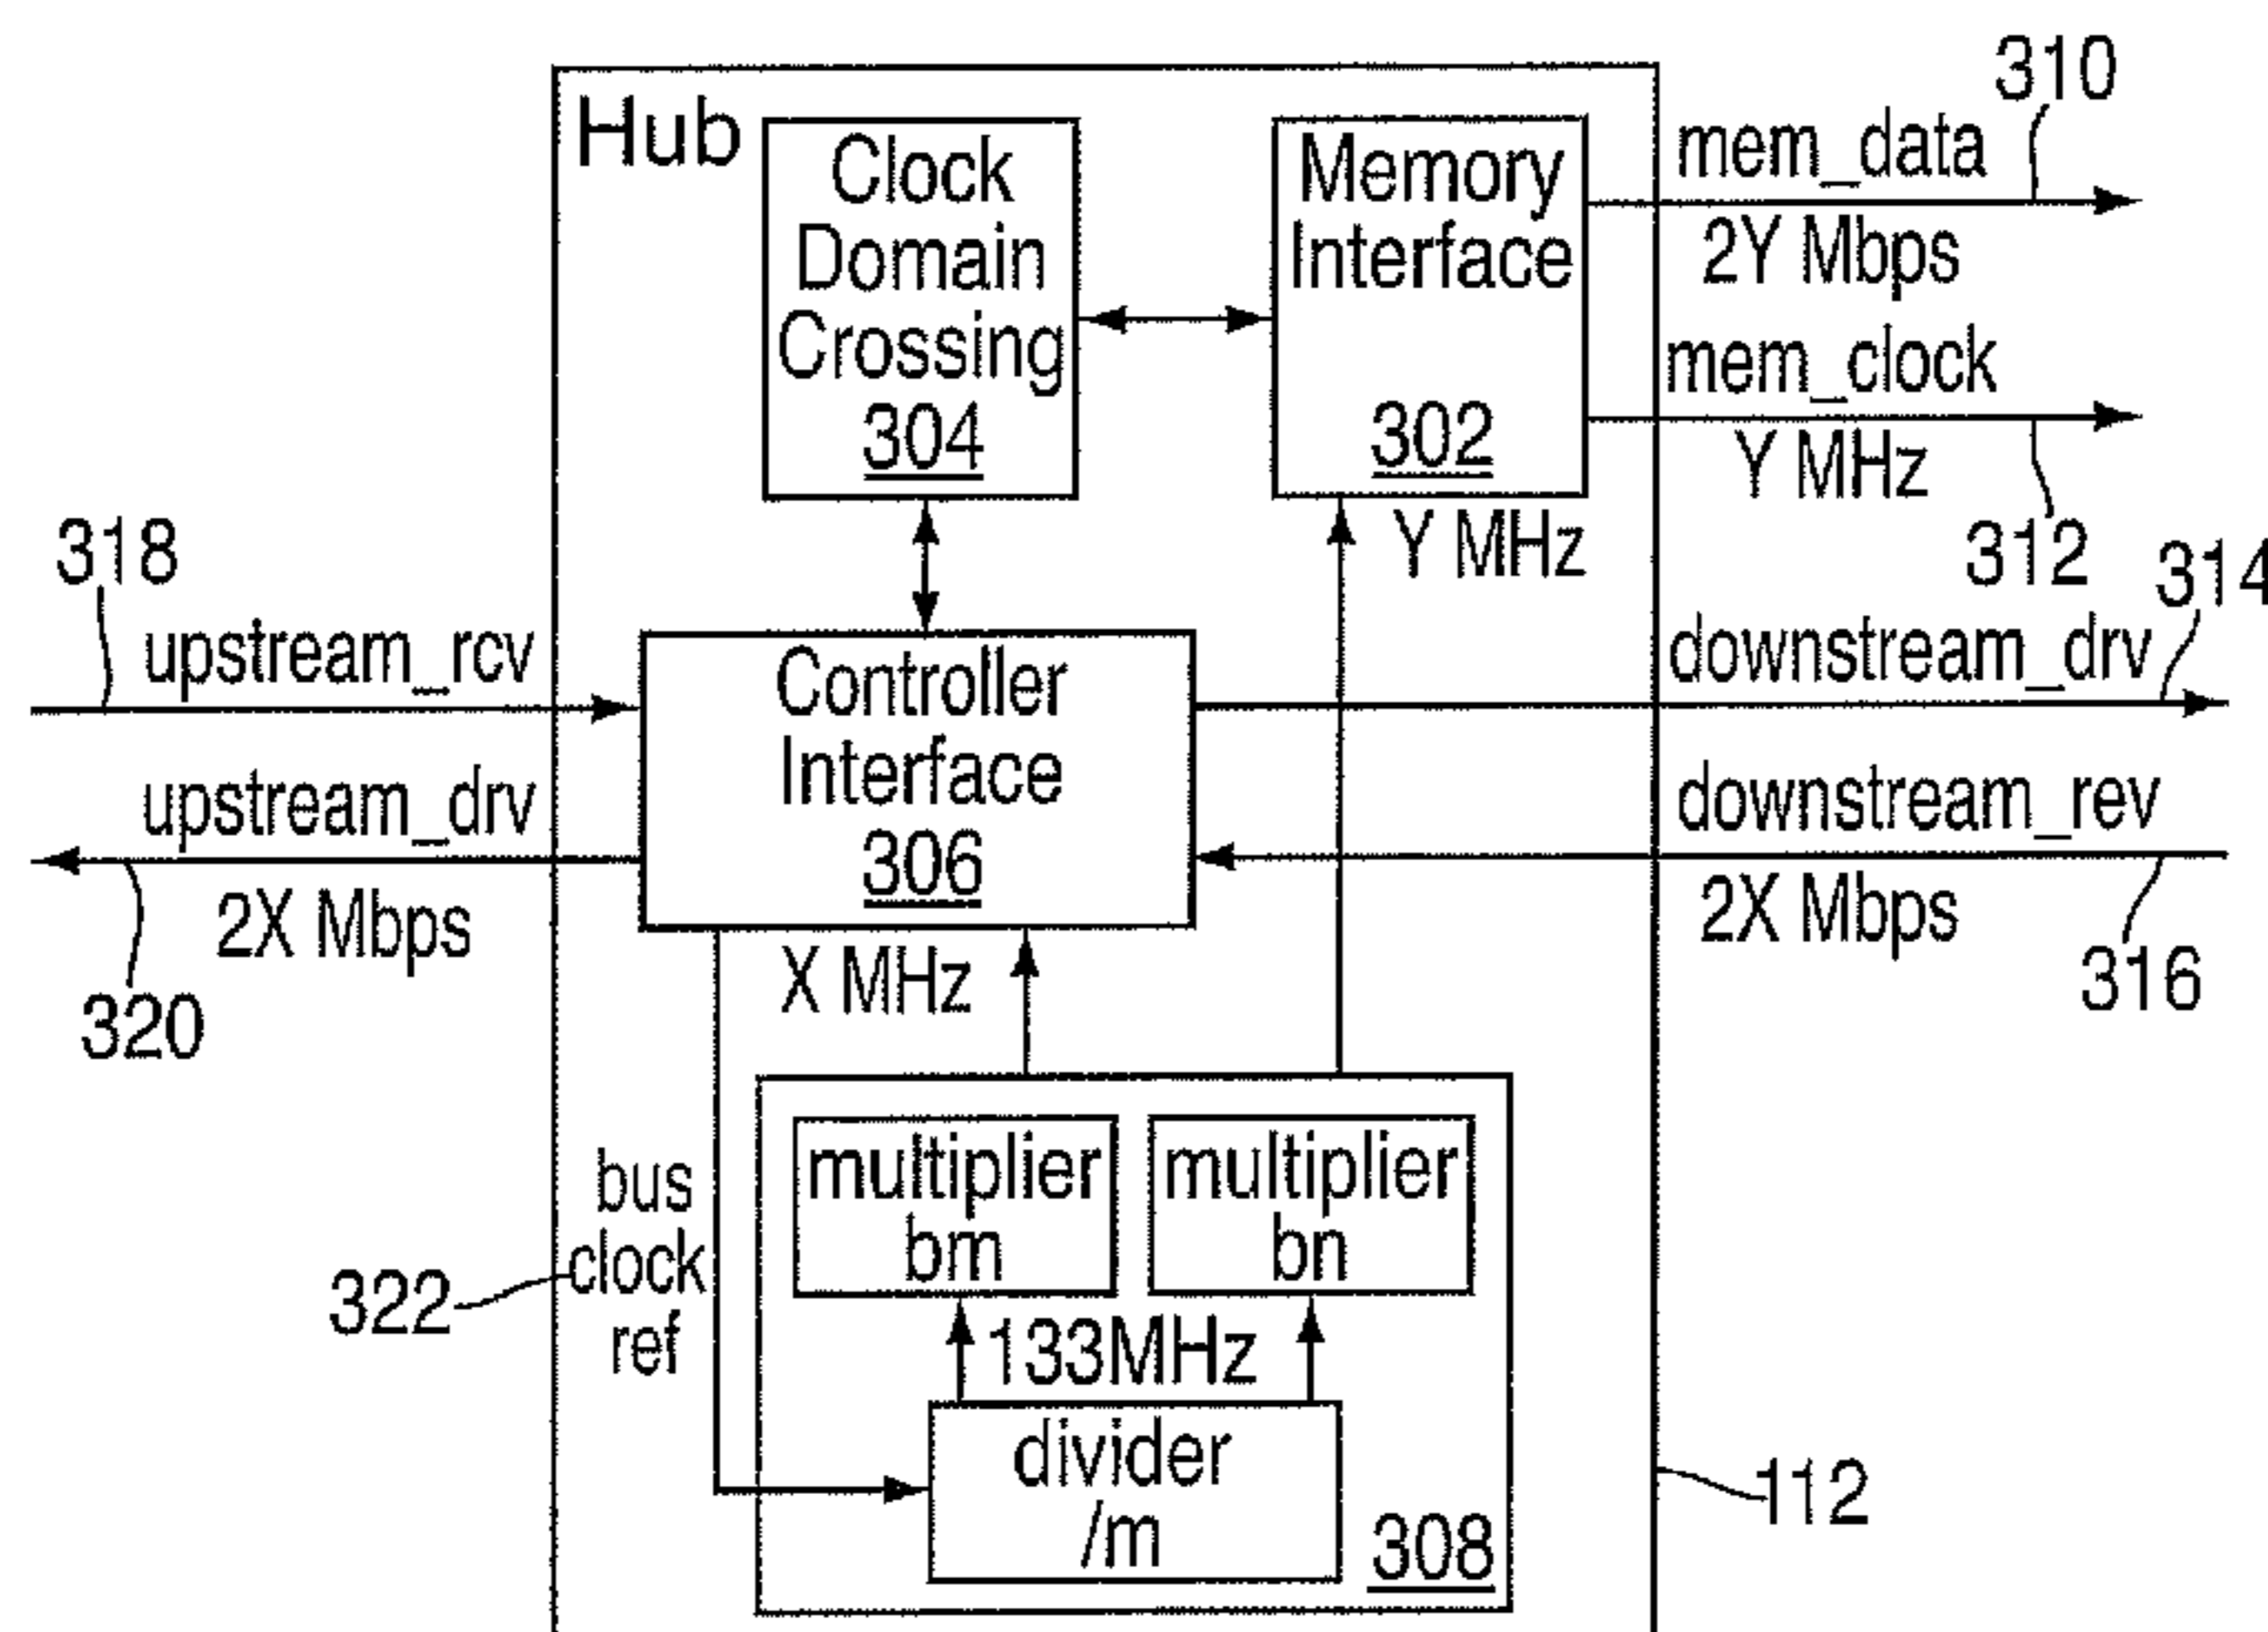 310
Hub
Clock
Domain
Crossing
304
Memory
Interface
302
mem_data
2Y Mbps
mem_clock
Y MHz
312
Y MHz
314
318
upstream_rcv
upstream_drv
2X Mbps
320
Controller
Interface
306
downstream_drv
downstream_rev
2X Mbps
316
X MHz
bus
clock
ref
322
multiplier
bm
multiplier
bn
133MHz
divider
/m
308
112